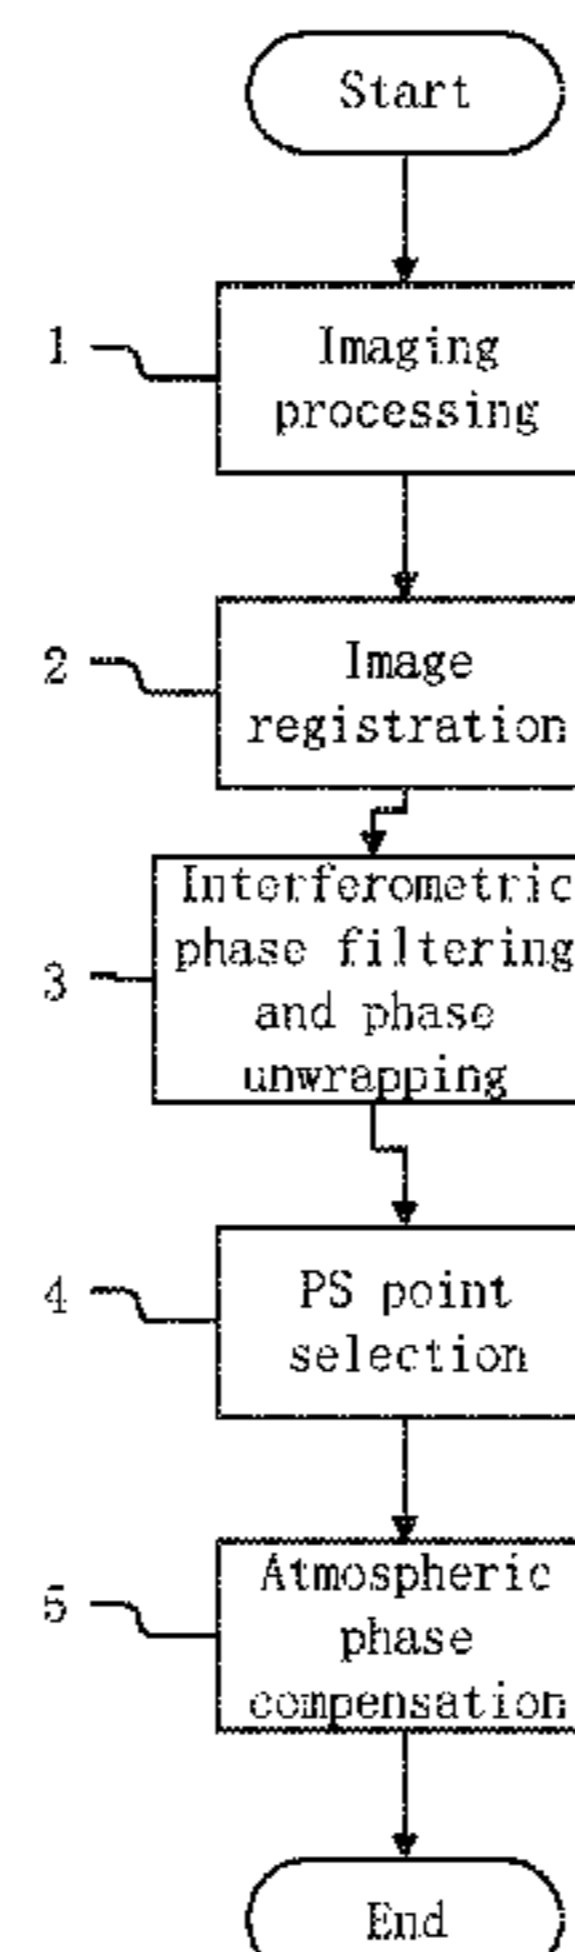 Start
1
Imaging
processing
2
Image
registration
3
Interferometric
phase filtering
and phase
unwrapping
4
PS point
selection
5
Atmospheric
phase
compensation
End